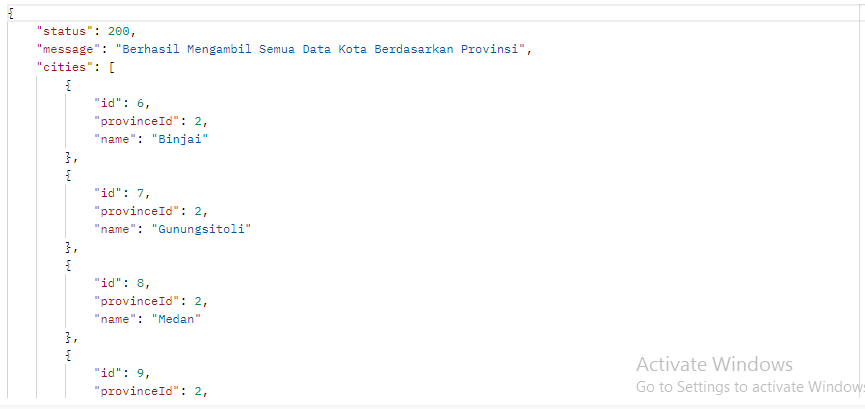 {
"status": 200,
"message": "Berhasil Mengambil Semua Data Kota Berdasarkan Provinsi",
"cities": [
{
"id": 6,
"provinceId": 2,
"name": "Binjai"
},
{
"id": 7,
"provinceId": 2,
"name": "Gunungsitoli"
},
{
"id": 8,
"provinceId": 2,
"name": "Medan"
},
{
"id": 9,
"provinceId": 2,
Activate Windows
Go to Settings to activate Windows